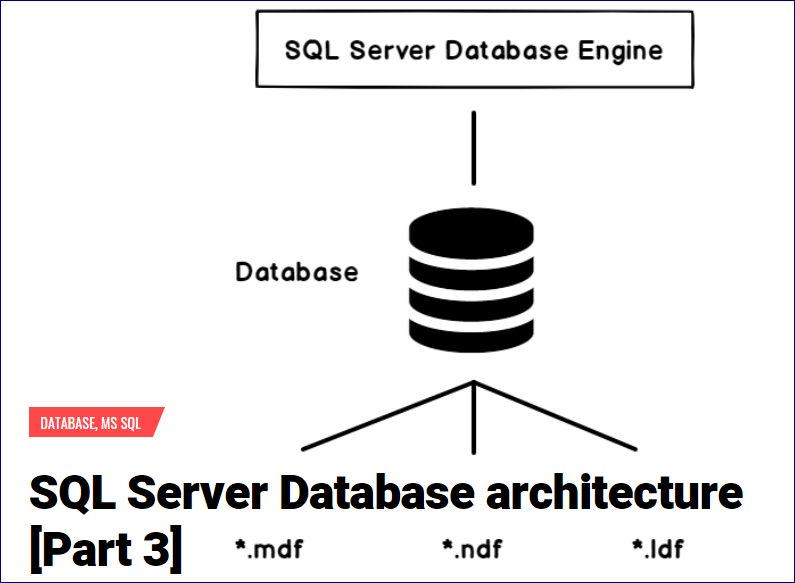 SQL Server Database Engine
Database
DATABASE, MS SQL
SQL Server Database architecture
[Part 3]
*.mdf *.ndf *.ldf